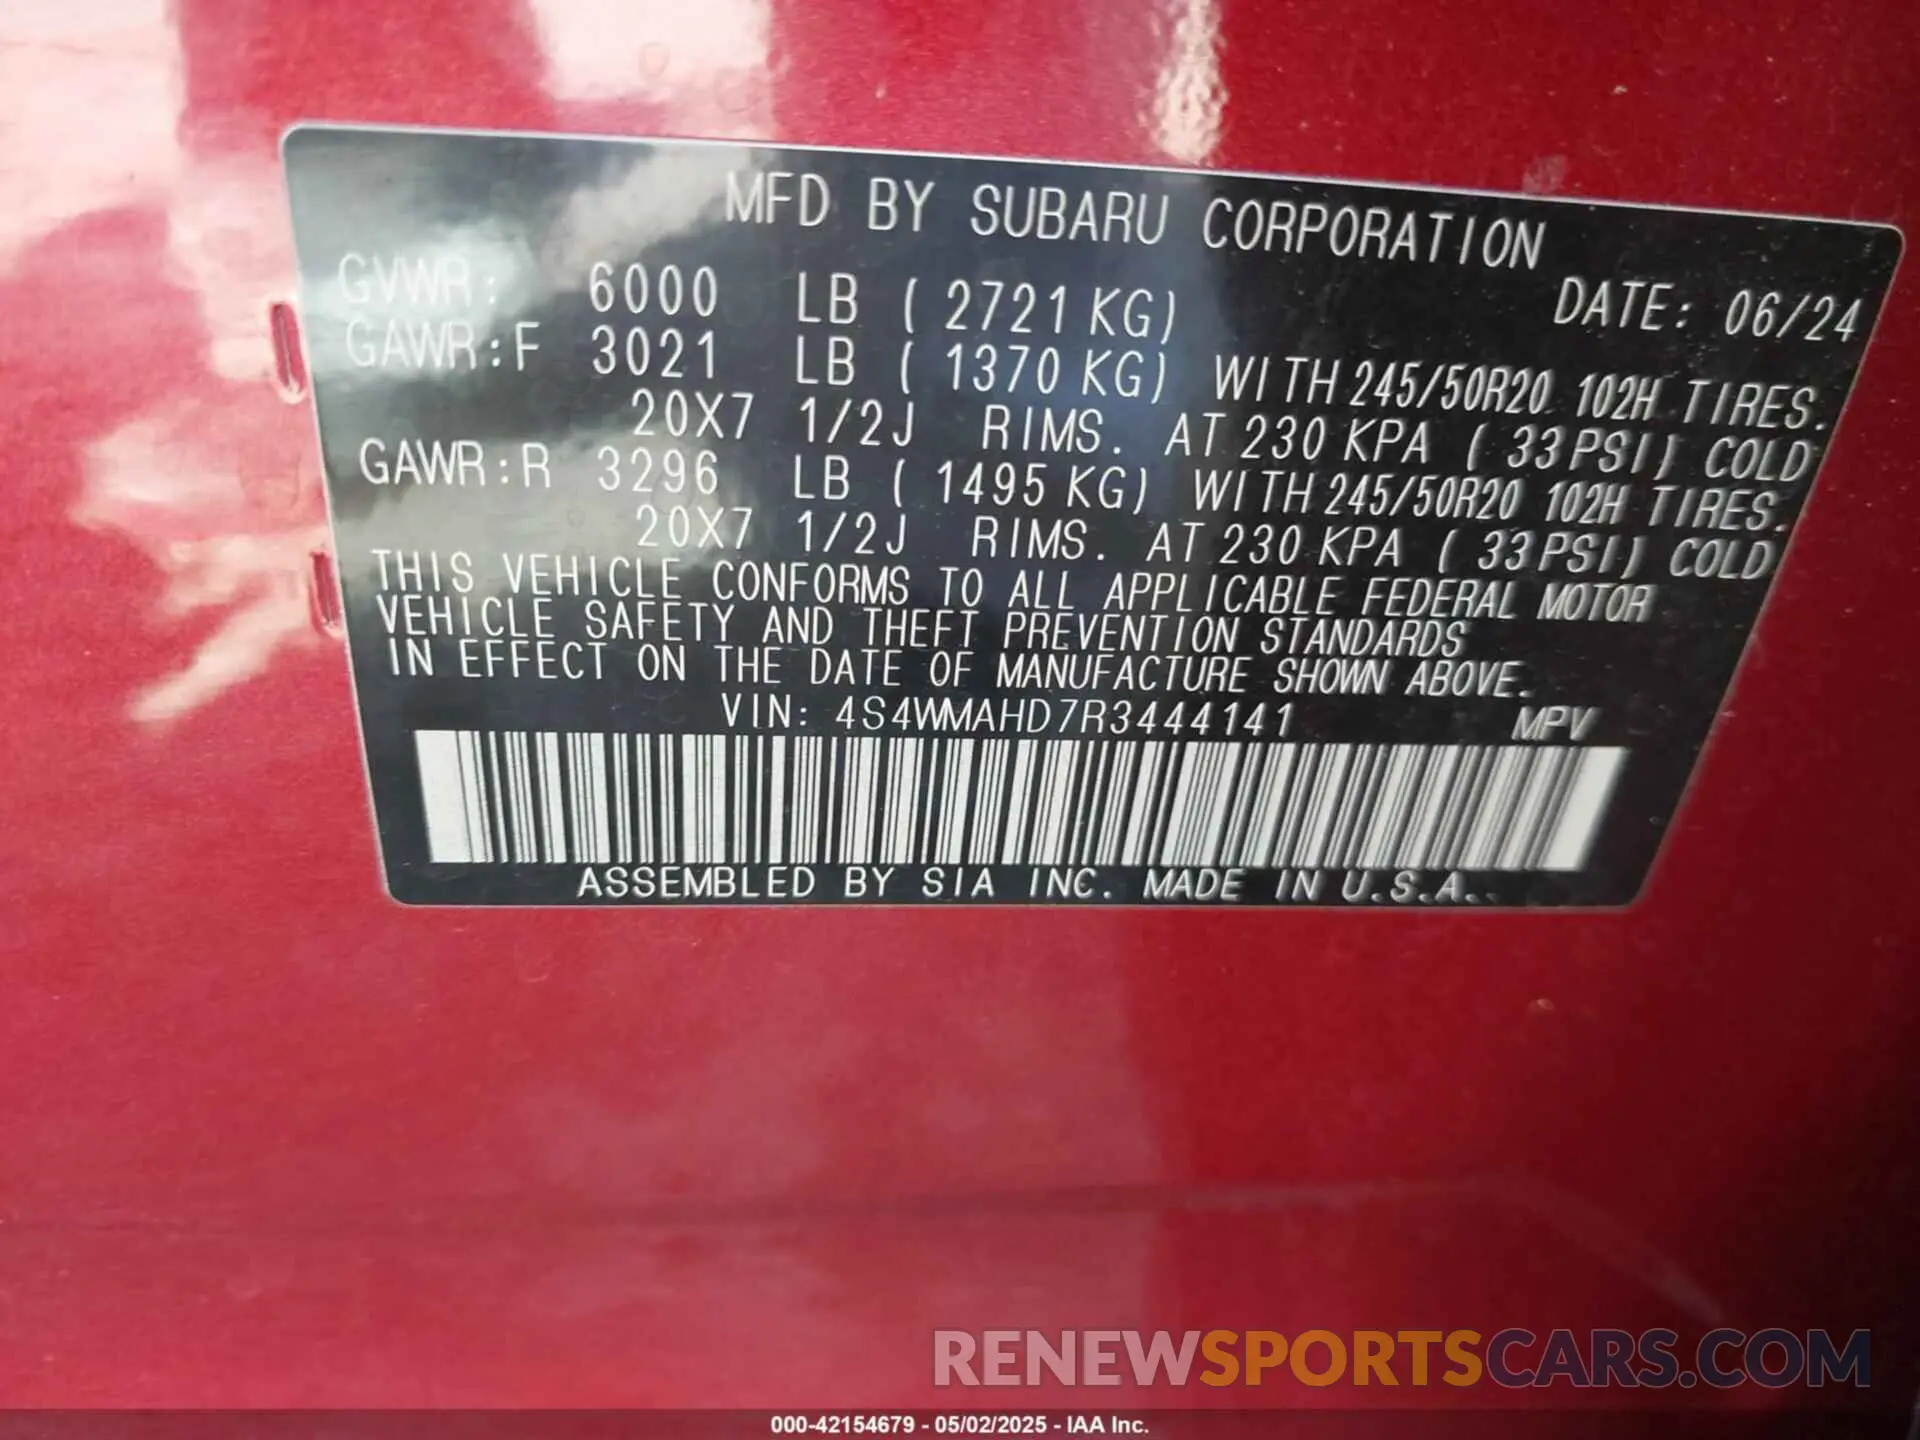 MFD BY SUBARU CORPORATION
GVWR: 6000 LB ( 2721 KG) DATE: 06/24
GAWR:F 3021 LB ( 1370 KG) WITH 245/50R20 102H TIRES.
20X7 1/2J RIMS. AT 230 KPA ( 33 PSI) COLD
GAWR:R 3296 LB ( 1495 KG) WITH 245/50R20 102H TIRES.
20X7 1/2J RIMS. AT 230 KPA ( 33 PSI) COLD
THIS VEHICLE CONFORMS TO ALL APPLICABLE FEDERAL MOTOR
VEHICLE SAFETY AND THEFT PREVENTION STANDARDS
IN EFFECT ON THE DATE OF MANUFACTURE SHOWN ABOVE.
VIN: 4S4WMAHD7R3444141 MPV
ASSEMBLED BY SIA INC. MADE IN U.S.A.
RENEWSPORTSCARS.COM
000-42154679 - 05/02/2025 - IAA Inc.